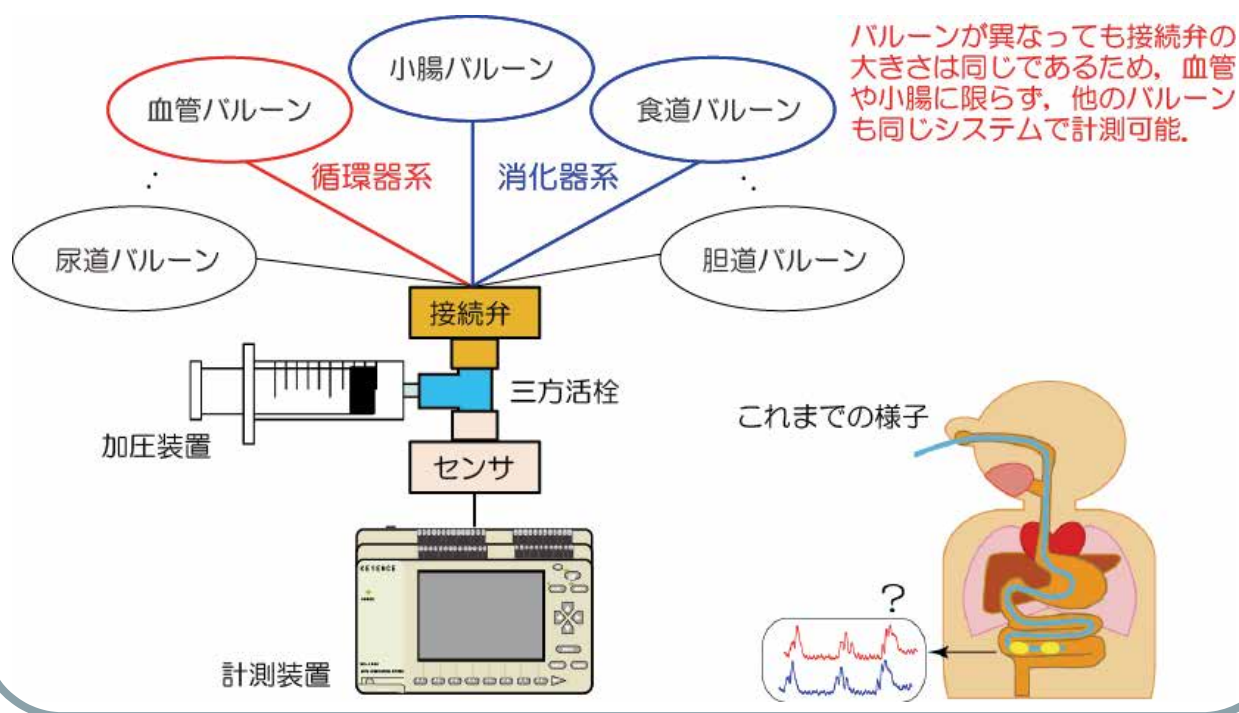 小腸バルーン
血管バルーン
食道バルーン
バルーンが異なっても接続弁の
大きさは同じであるため，血管
や小腸に限らず，他のバルーン
も同じシステムで計測可能．
循環器系
消化器系
尿道バルーン
胆道バルーン
接続弁
三方活栓
加圧装置
センサ
これまでの様子
KEYENCE
計測装置
?